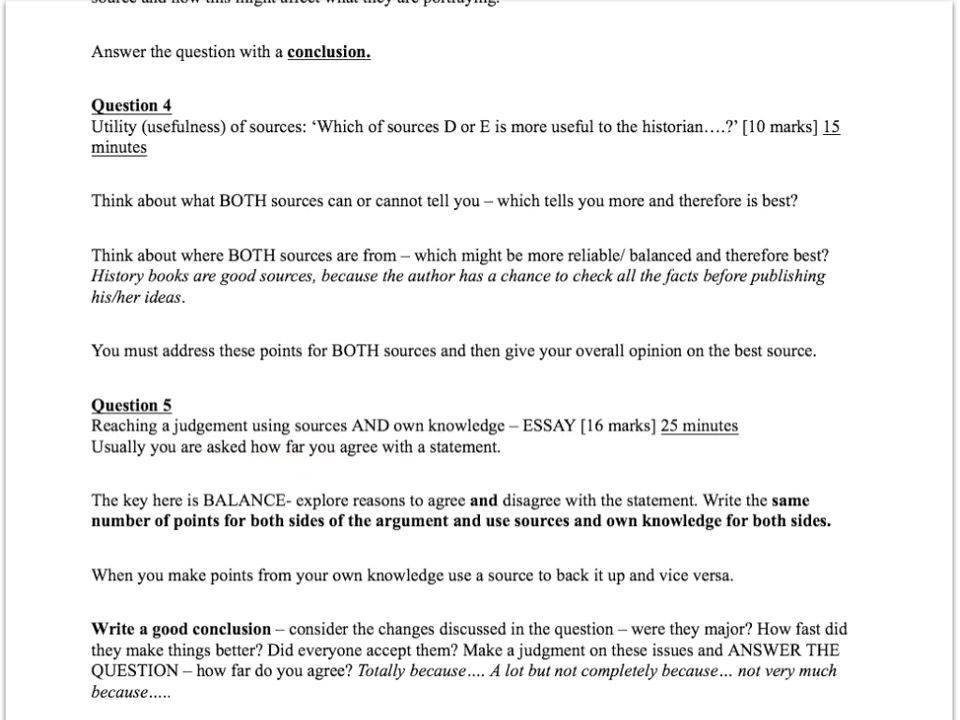 source and how this might affect what they are portraying.
Answer the question with a conclusion.
Question 4
Utility (usefulness) of sources: ‘Which of sources D or E is more useful to the historian….?’ [10 marks] 15
minutes
Think about what BOTH sources can or cannot tell you – which tells you more and therefore is best?
Think about where BOTH sources are from – which might be more reliable/ balanced and therefore best?
History books are good sources, because the author has a chance to check all the facts before publishing
his/her ideas.
You must address these points for BOTH sources and then give your overall opinion on the best source.
Question 5
Reaching a judgement using sources AND own knowledge – ESSAY [16 marks] 25 minutes
Usually you are asked how far you agree with a statement.
The key here is BALANCE- explore reasons to agree and disagree with the statement. Write the same
number of points for both sides of the argument and use sources and own knowledge for both sides.
When you make points from your own knowledge use a source to back it up and vice versa.
Write a good conclusion – consider the changes discussed in the question – were they major? How fast did
they make things better? Did everyone accept them? Make a judgment on these issues and ANSWER THE
QUESTION – how far do you agree? Totally because…. A lot but not completely because… not very much
because…..